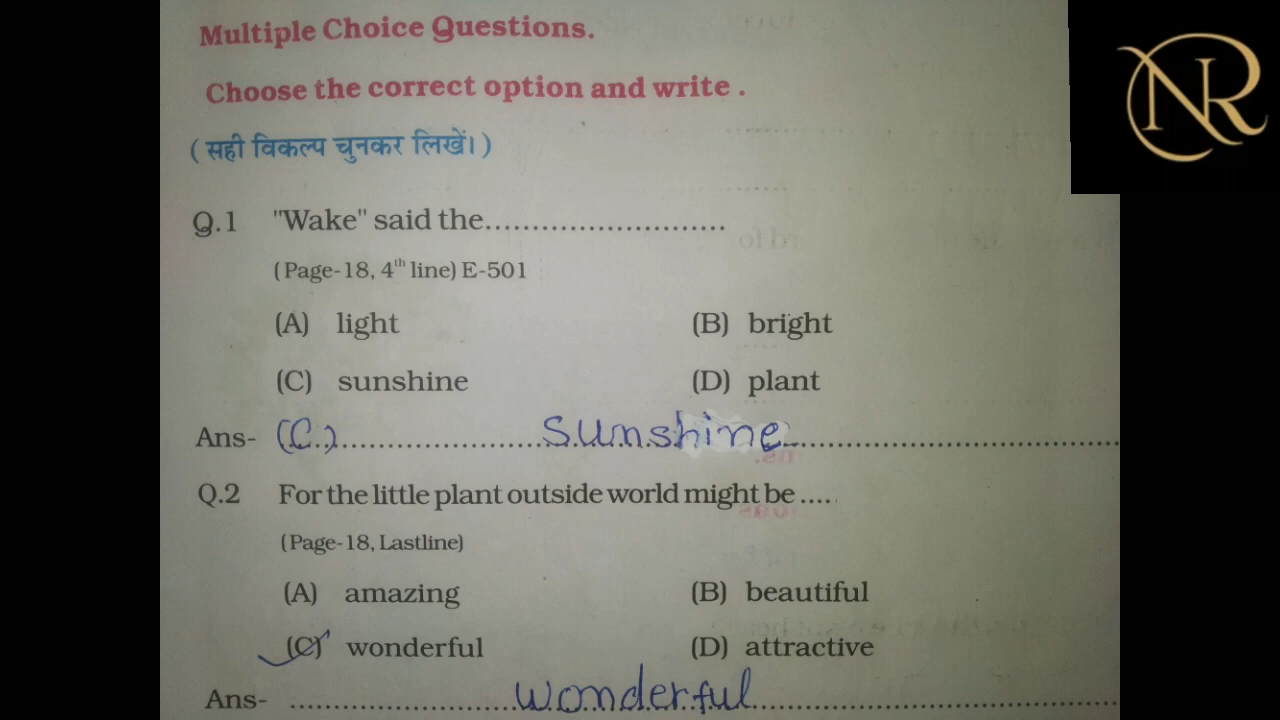 Multiple Choice Questions.
Choose the correct option and write .
( सही विकल्प चुनकर लिखें। )
Q.1 "Wake" said the.........................
(Page-18, 4th line) E-501
(A) light (B) bright
(C) sunshine (D) plant
Ans- (C.) sunshine
Q.2 For the little plant outside world might be .....
(Page-18, Lastline)
(A) amazing (B) beautiful
(C) wonderful (D) attractive
Ans- wonderful
NR